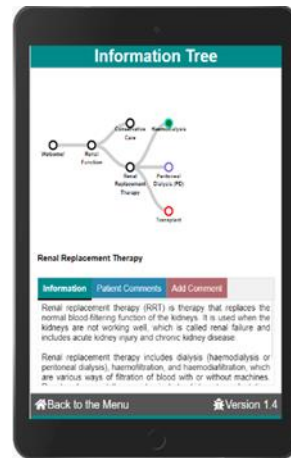 Information Tree
Conservative
Care
Haemodialysis
Welcome!
Renal
Function
Renal
Replacement
Therapy
Peritoneal
Dialysis (PD)
Transplant
Renal Replacement Therapy
Information
Patient Comments
Add Comment
Renal replacement therapy (RRT) is therapy that replaces the
normal blood-filtering function of the kidneys. It is used when the
kidneys are not working well, which is called renal failure and
includes acute kidney injury and chronic kidney disease.
Renal replacement therapy includes dialysis (haemodialysis or
peritoneal dialysis), haemofiltration, and haemodiafiltration, which
are various ways of filtration of blood with or without machines.
Back to the Menu
Version 1.4